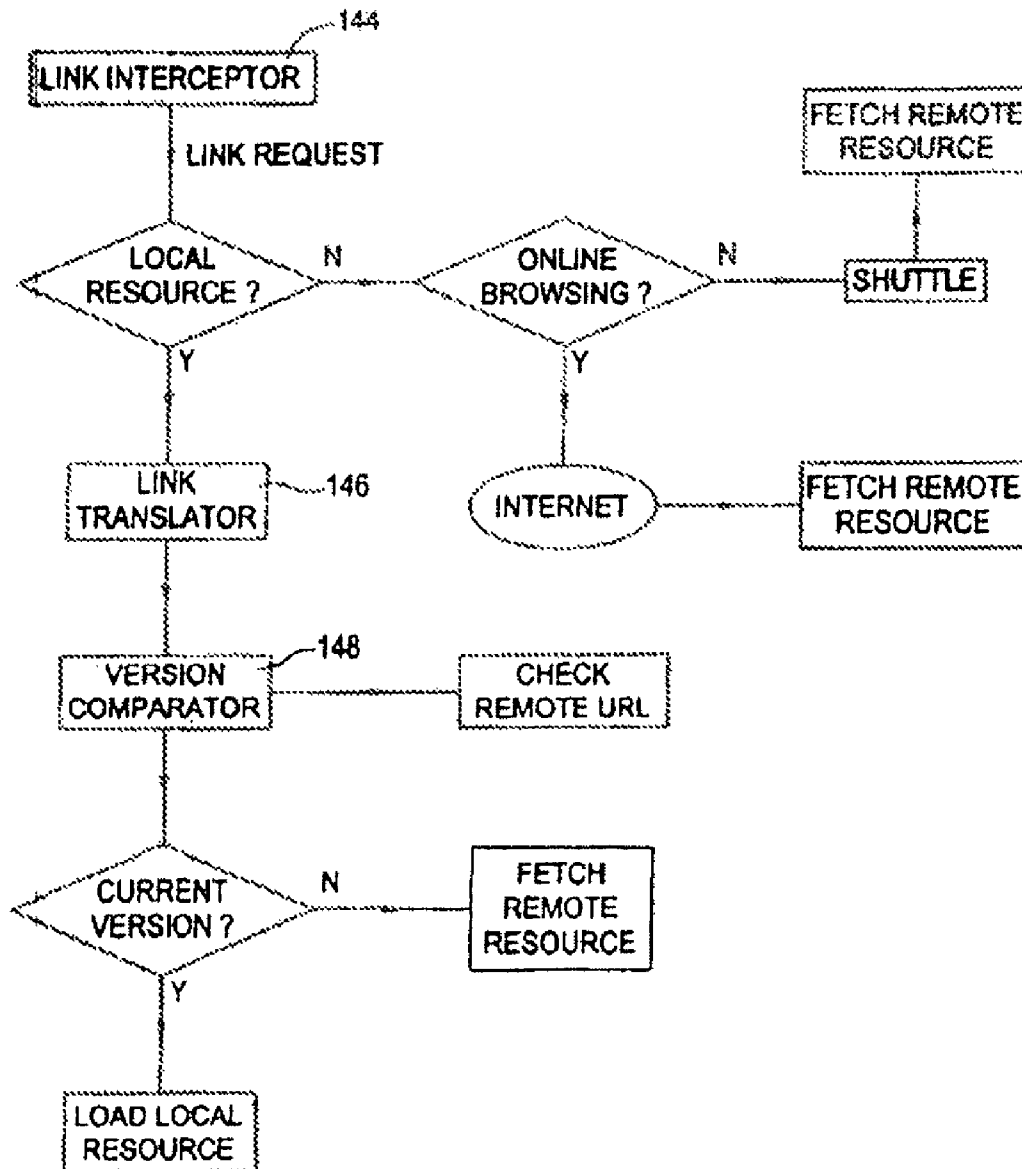 144
LINK INTERCEPTOR
LINK REQUEST
FETCH REMOTE
RESOURCE
LOCAL
RESOURCE ?
N
Y
ONLINE
BROWSING ?
N
Y
SHUTTLE
LINK
TRANSLATOR
146
INTERNET
FETCH REMOTE
RESOURCE
VERSION
COMPARATOR
148
CHECK
REMOTE URL
CURRENT
VERSION ?
N
Y
FETCH
REMOTE
RESOURCE
LOAD LOCAL
RESOURCE